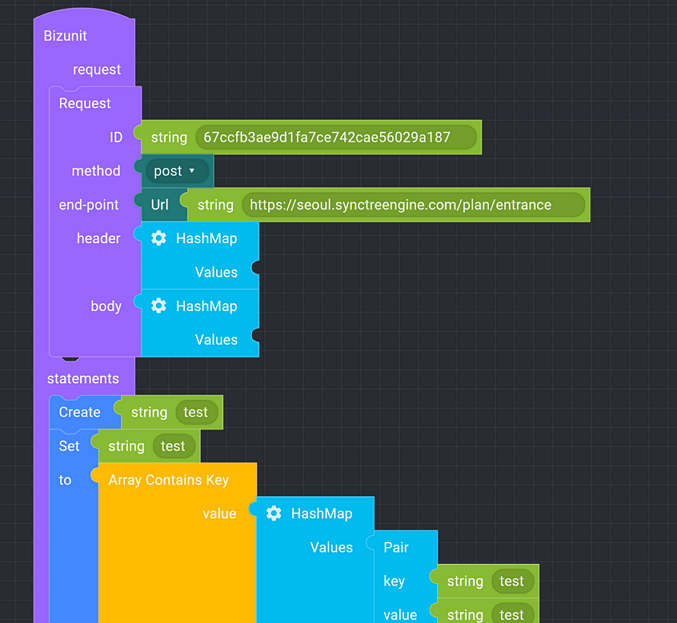 Bizunit
request
Request
ID string 67ccfb3ae9d1fa7ce742cae56029a187
method post
end-point Url string https://seoul.synctreengine.com/plan/entrance
header HashMap
Values
body HashMap
Values
statements
Create string test
Set string test
to Array Contains Key
value HashMap
Values Pair
key string test
value string test